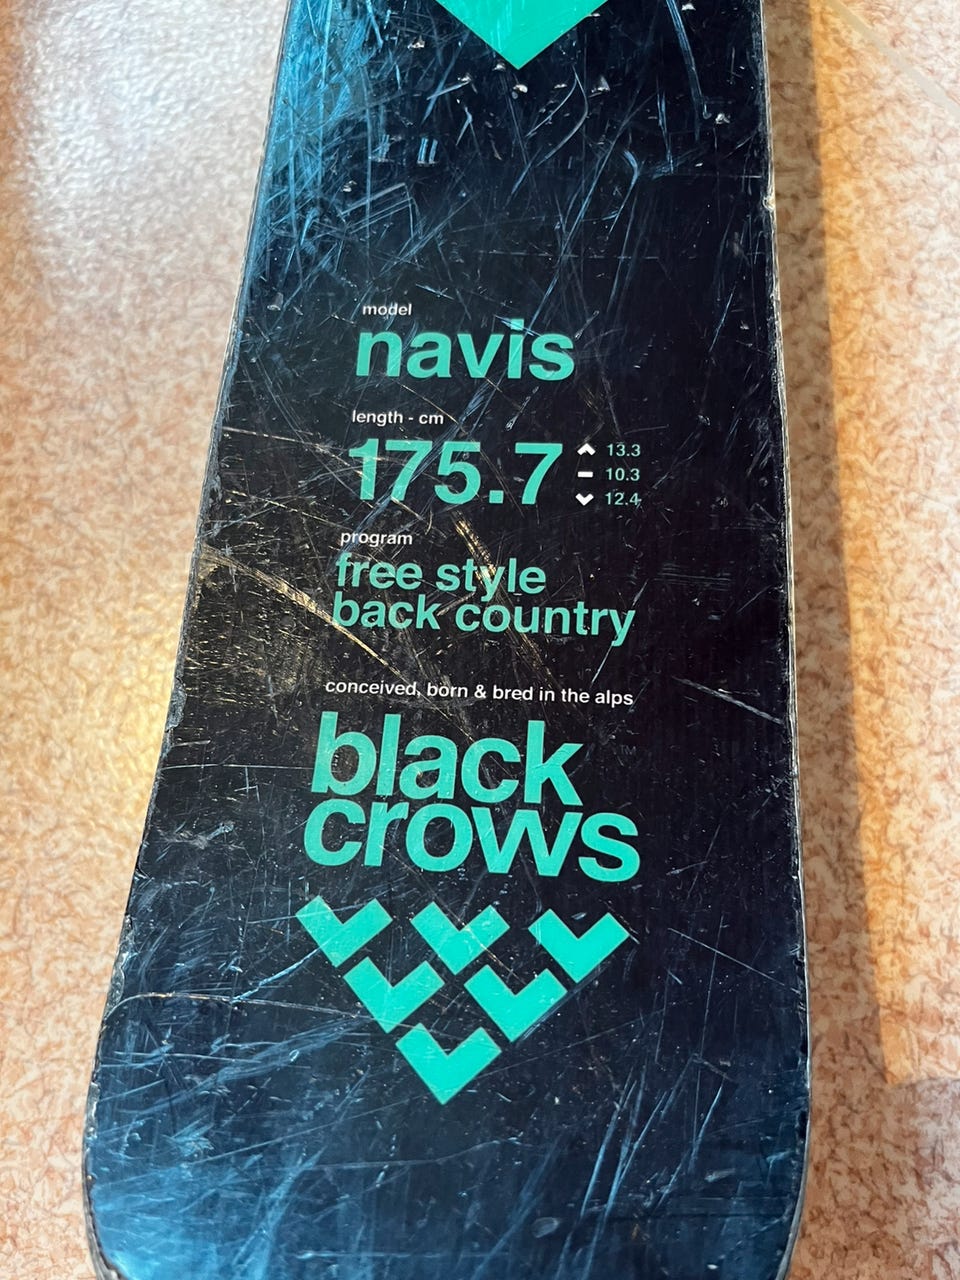 model
navis
length - cm
175.7
13.3
10.3
12.4
program
free style
back country
conceived, born & bred in the alps
black
crows
TM